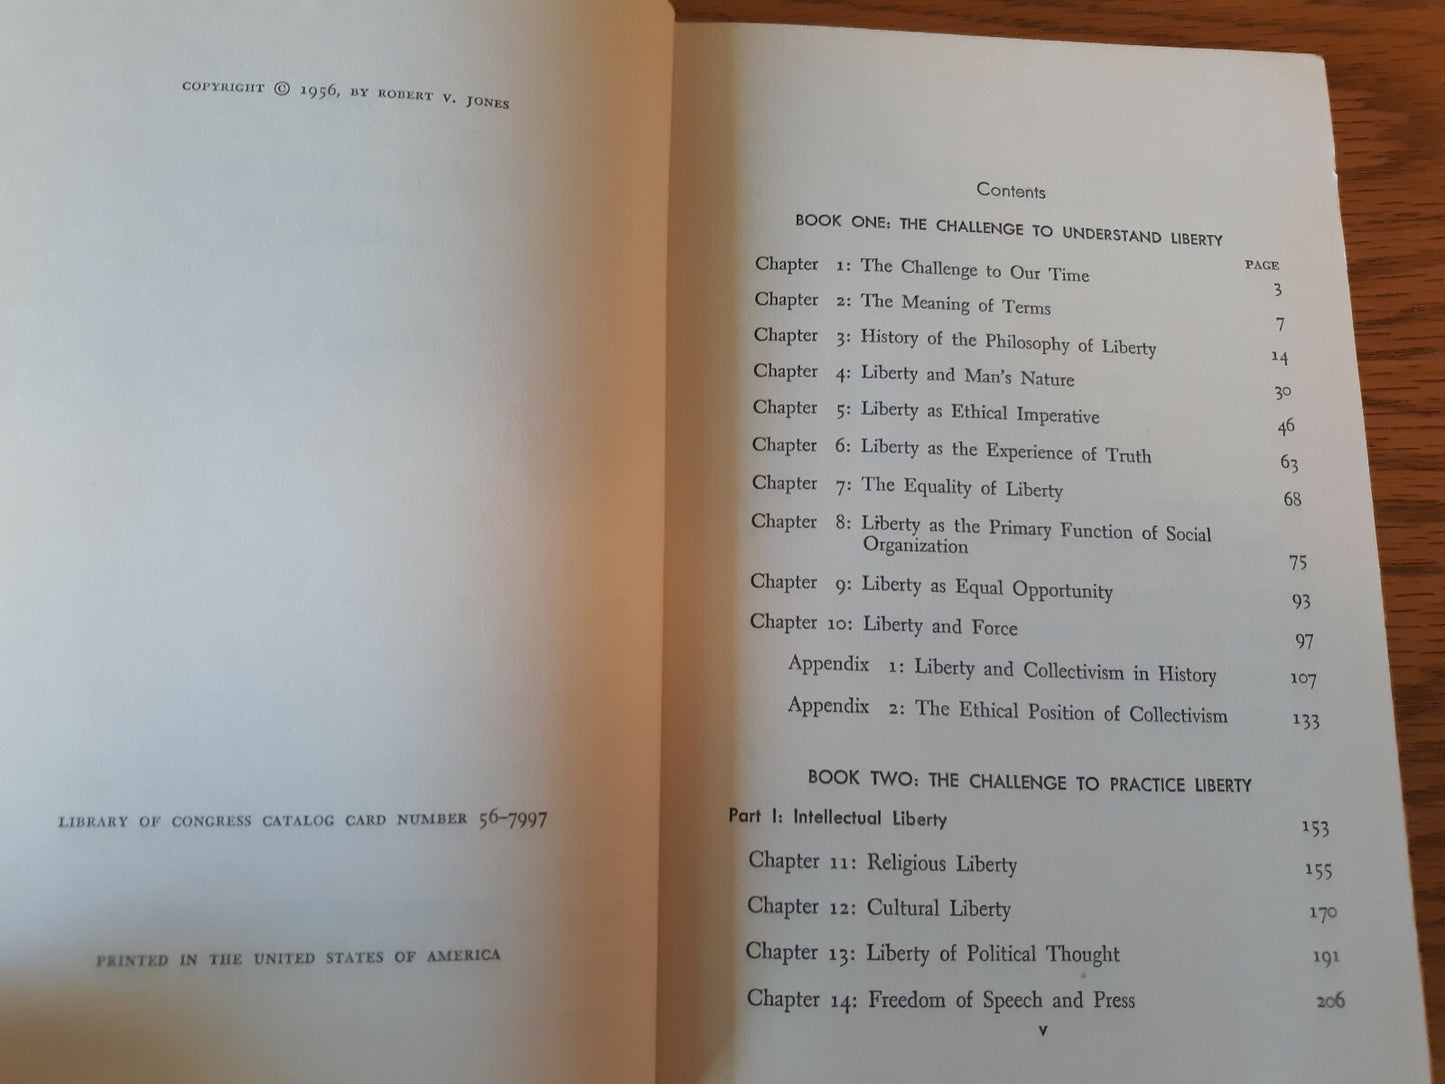 COPYRIGHT © 1956, BY ROBERT V. JONES
LIBRARY OF CONGRESS CATALOG CARD NUMBER 56–7997
PRINTED IN THE UNITED STATES OF AMERICA
Contents
BOOK ONE: THE CHALLENGE TO UNDERSTAND LIBERTY
PAGE
Chapter 1: The Challenge to Our Time 3
Chapter 2: The Meaning of Terms 7
Chapter 3: History of the Philosophy of Liberty 14
Chapter 4: Liberty and Man's Nature 30
Chapter 5: Liberty as Ethical Imperative 46
Chapter 6: Liberty as the Experience of Truth 63
Chapter 7: The Equality of Liberty 68
Chapter 8: Liberty as the Primary Function of Social
Organization 75
Chapter 9: Liberty as Equal Opportunity 93
Chapter 10: Liberty and Force 97
Appendix 1: Liberty and Collectivism in History 107
Appendix 2: The Ethical Position of Collectivism 133
BOOK TWO: THE CHALLENGE TO PRACTICE LIBERTY
Part I: Intellectual Liberty 153
Chapter 11: Religious Liberty 155
Chapter 12: Cultural Liberty 170
Chapter 13: Liberty of Political Thought 191
Chapter 14: Freedom of Speech and Press 206
v